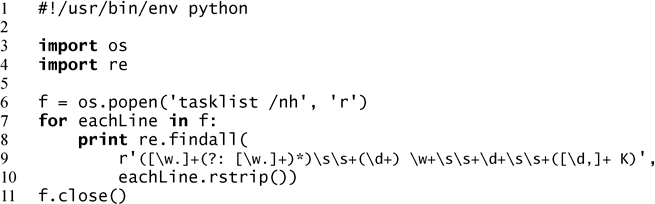 1 #!/usr/bin/env python
2
3 import os
4 import re
5
6 f = os.popen('tasklist /nh', 'r')
7 for eachLine in f:
8     print re.findall(
9         r'([\w.]+(?: [\w.]+)*)\s\s+(\d+) \w+\s\s+\d+\s\s+([\d,]+ K)',
10         eachLine.rstrip())
11 f.close()